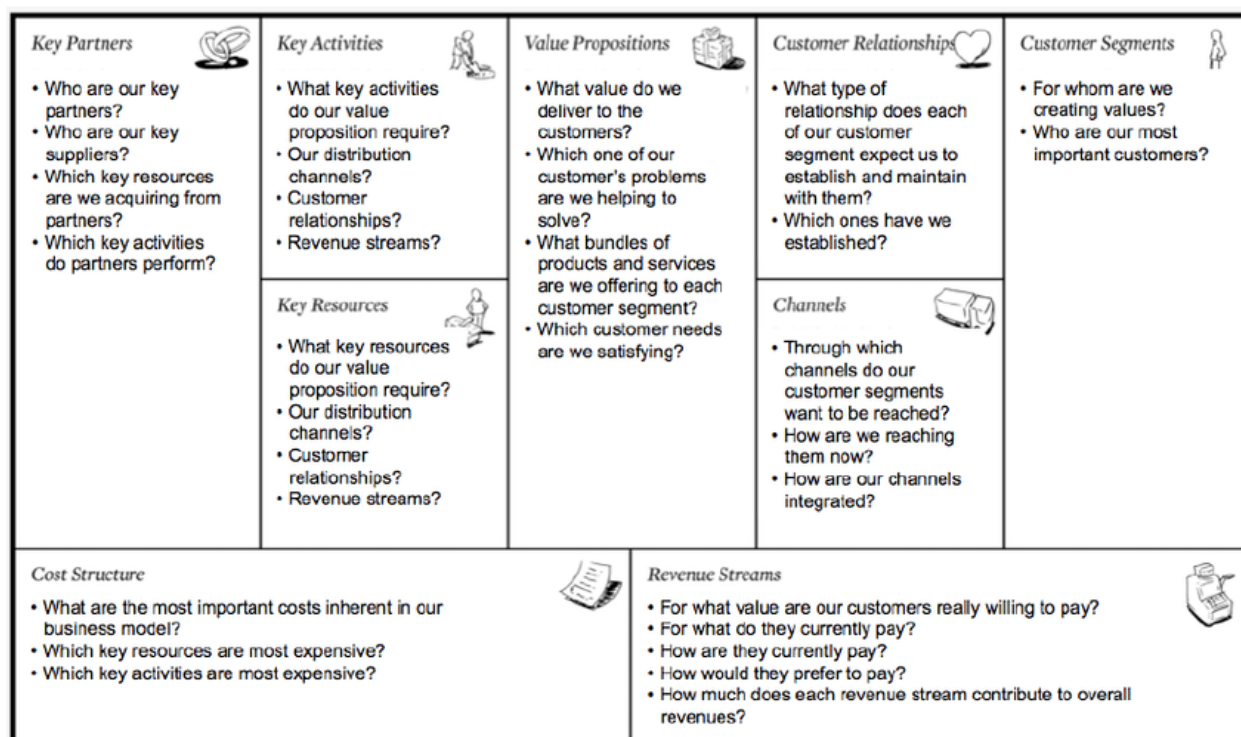 Key Partners
• Who are our key
partners?
• Who are our key
suppliers?
• Which key resources
are we acquiring from
partners?
• Which key activities
do partners perform?
Key Activities
• What key activities
do our value
proposition require?
• Our distribution
channels?
• Customer
relationships?
• Revenue streams?
Key Resources
• What key resources
do our value
proposition require?
• Our distribution
channels?
• Customer
relationships?
• Revenue streams?
Value Propositions
• What value do we
deliver to the
customers?
• Which one of our
customer's problems
are we helping to
solve?
• What bundles of
products and services
are we offering to each
customer segment?
• Which customer needs
are we satisfying?
Customer Relationships
• What type of
relationship does each
of our customer
segment expect us to
establish and maintain
with them?
• Which ones have we
established?
Channels
• Through which
channels do our
customer segments
want to be reached?
• How are we reaching
them now?
• How are our channels
integrated?
Customer Segments
• For whom are we
creating values?
• Who are our most
important customers?
Cost Structure
• What are the most important costs inherent in our
business model?
• Which key resources are most expensive?
• Which key activities are most expensive?
Revenue Streams
• For what value are our customers really willing to pay?
• For what do they currently pay?
• How are they currently pay?
• How would they prefer to pay?
• How much does each revenue stream contribute to overall
revenues?